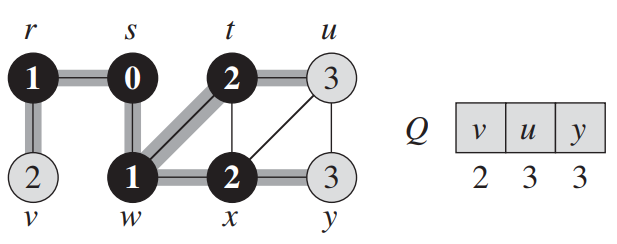 r s t u
1 0 2 3
Q v u y
2 1 2 3 2 3 3
v w x y